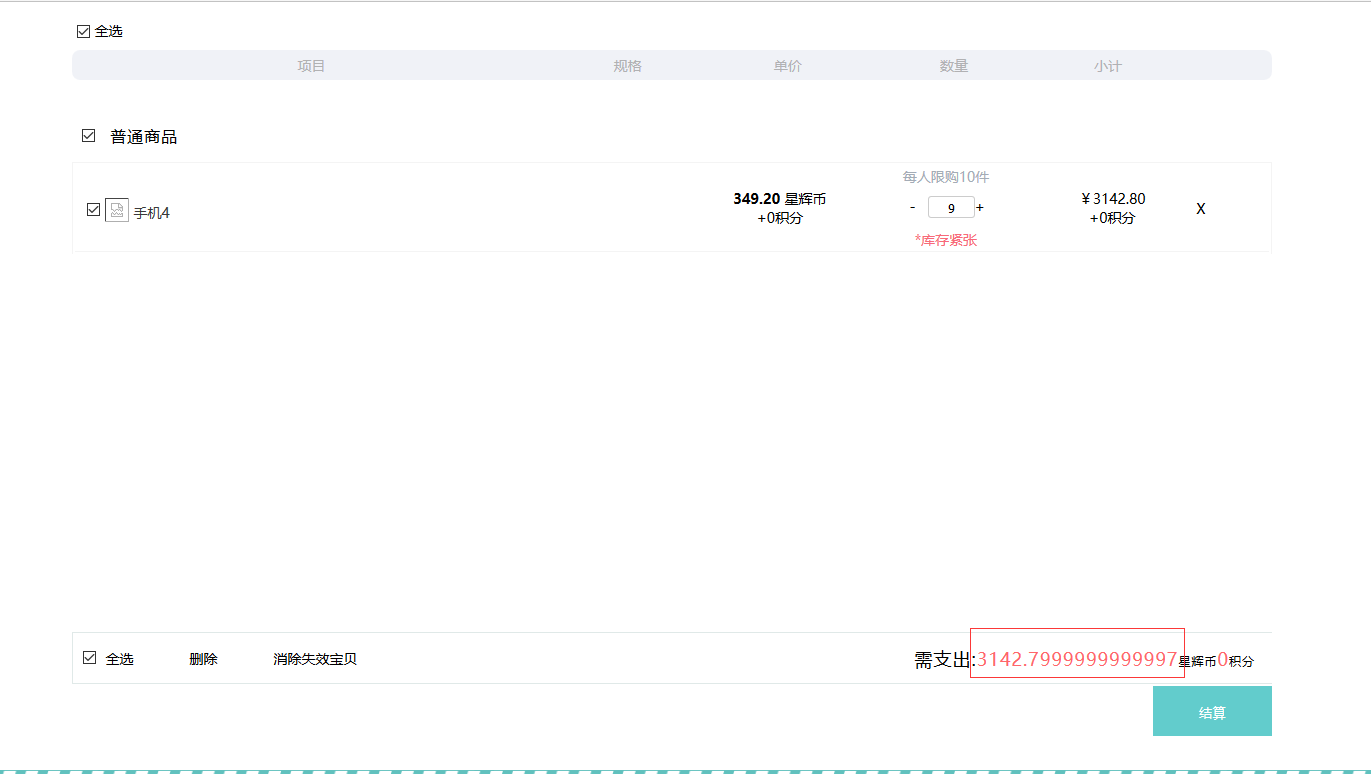 全选
项目 规格 单价 数量 小计
普通商品
每人限购10件
手机4 349.20 星辉币 - 9 + ￥3142.80 X
+0积分 +0积分
*库存紧张
全选 删除 消除失效宝贝 需支出:3142.7999999999997星辉币0积分
结算